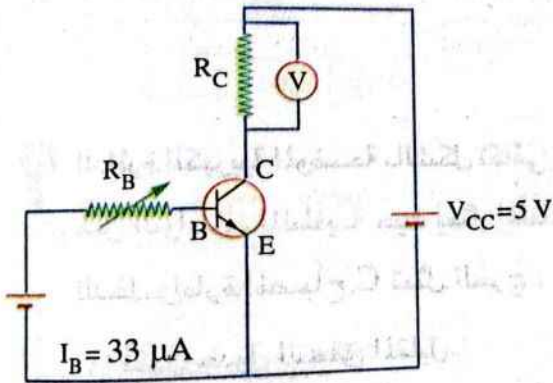 R_C
V
R_B
C
B
E
V_CC = 5 V
I_B = 33 μA